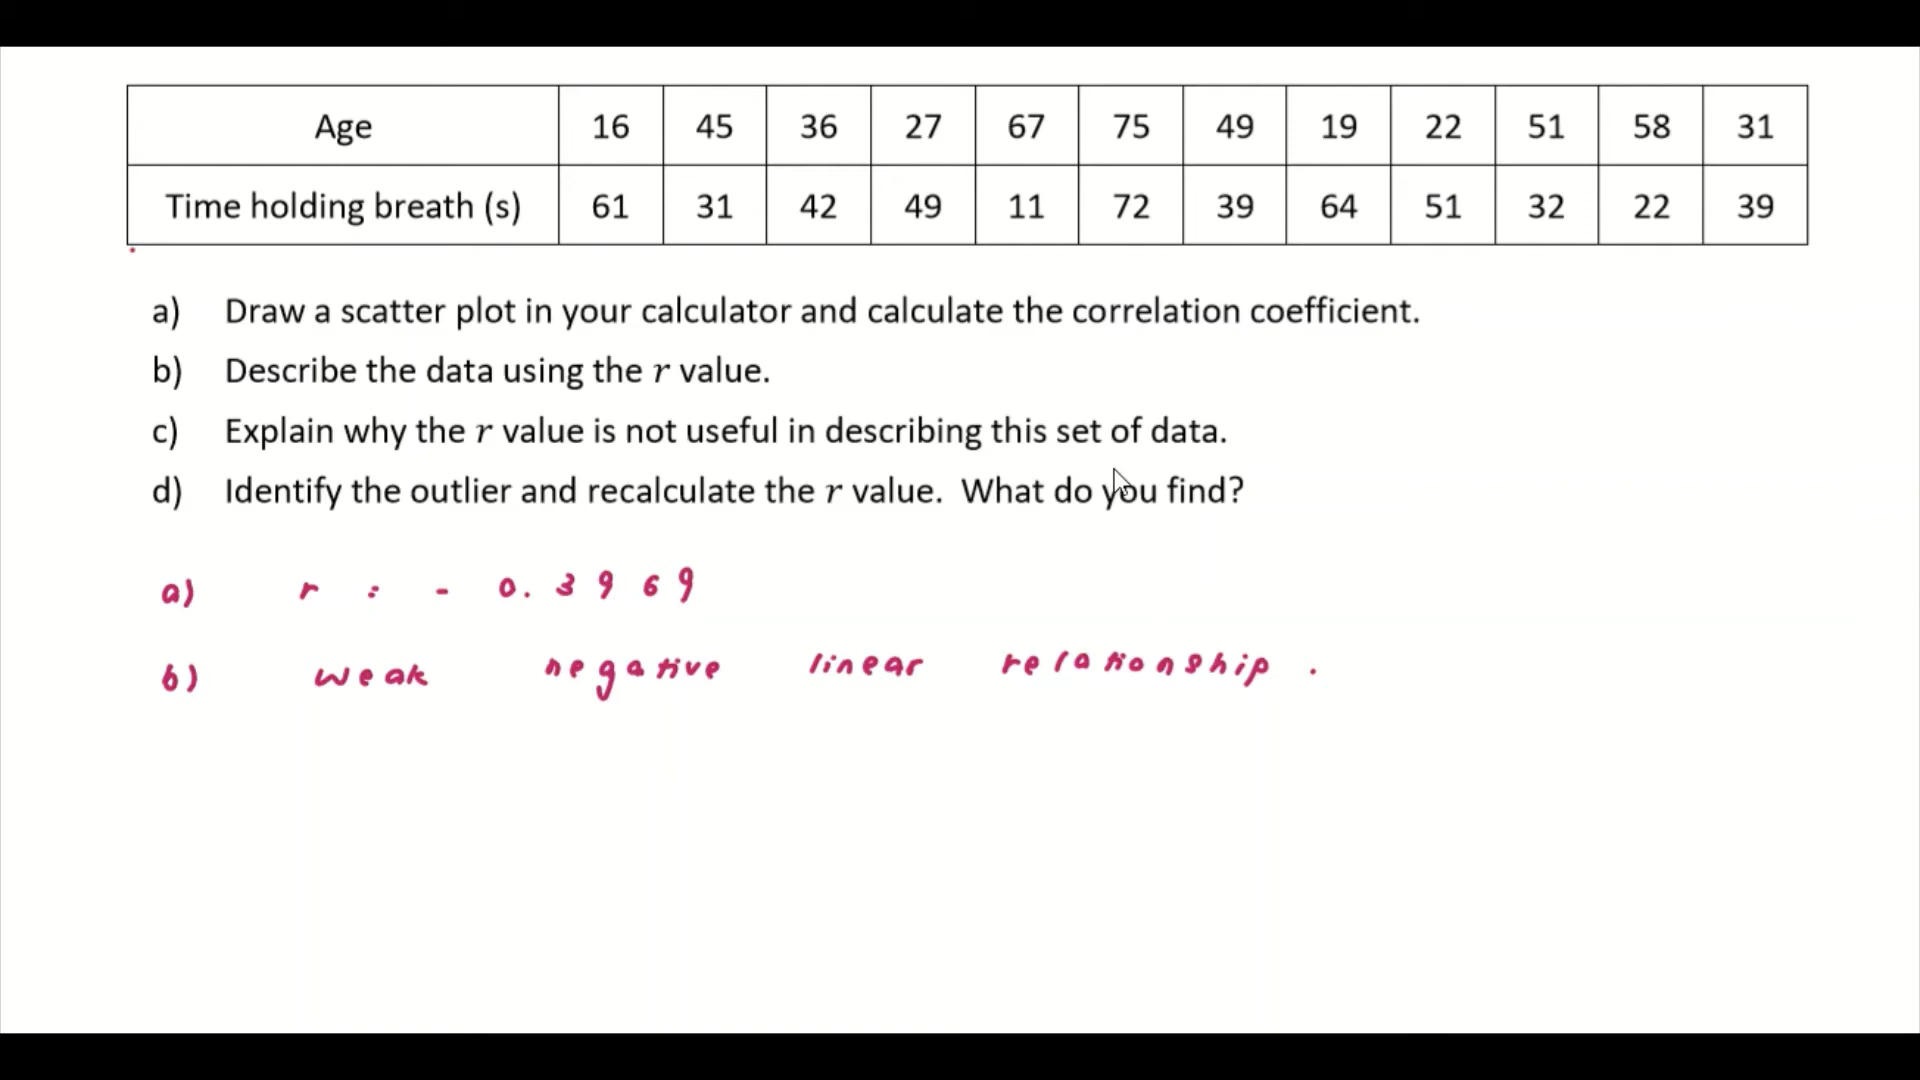 Age 16 45 36 27 67 75 49 19 22 51 58 31
Time holding breath (s) 61 31 42 49 11 72 39 64 51 32 22 39
a) Draw a scatter plot in your calculator and calculate the correlation coefficient.
b) Describe the data using the r value.
c) Explain why the r value is not useful in describing this set of data.
d) Identify the outlier and recalculate the r value. What do you find?
a) r : - 0.3969
b) weak negative linear relationship .